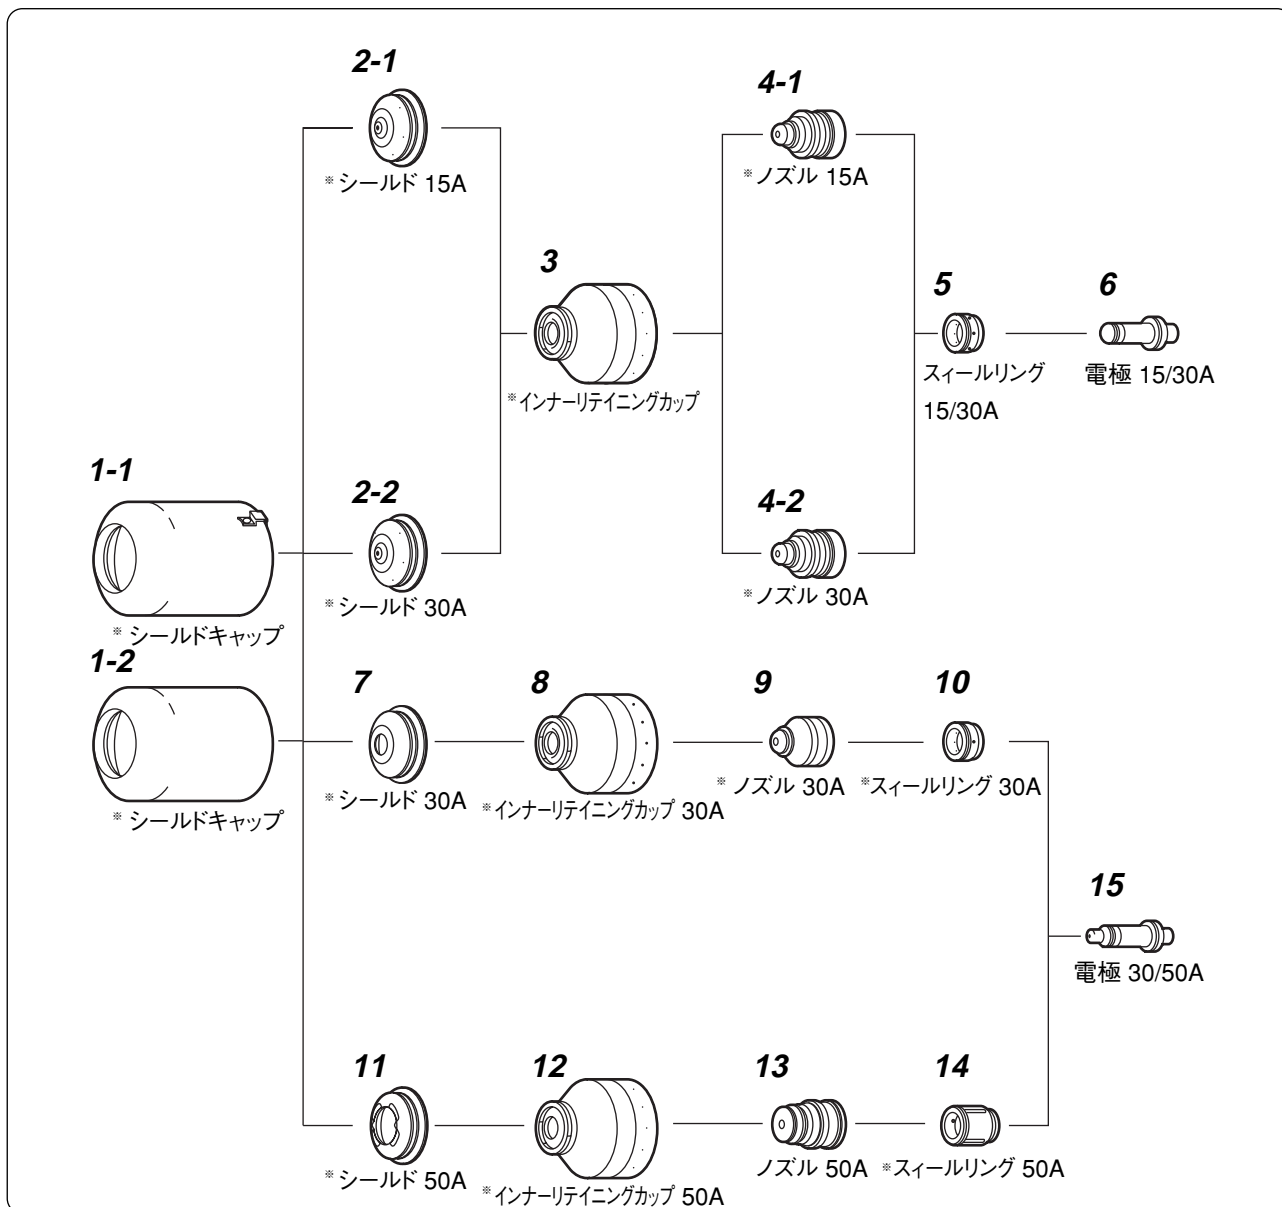 2-1
※シールド 15A
4-1
※ノズル 15A
3
※インナーリテイニングカップ
5
スィールリング
15/30A
6
電極 15/30A
1-1
※シールドキャップ
2-2
※シールド 30A
4-2
※ノズル 30A
1-2
※シールドキャップ
7
※シールド 30A
8
※インナーリテイニングカップ 30A
9
※ノズル 30A
10
※スィールリング 30A
15
電極 30/50A
11
※シールド 50A
12
※インナーリテイニングカップ 50A
13
ノズル 50A
14
※スィールリング 50A